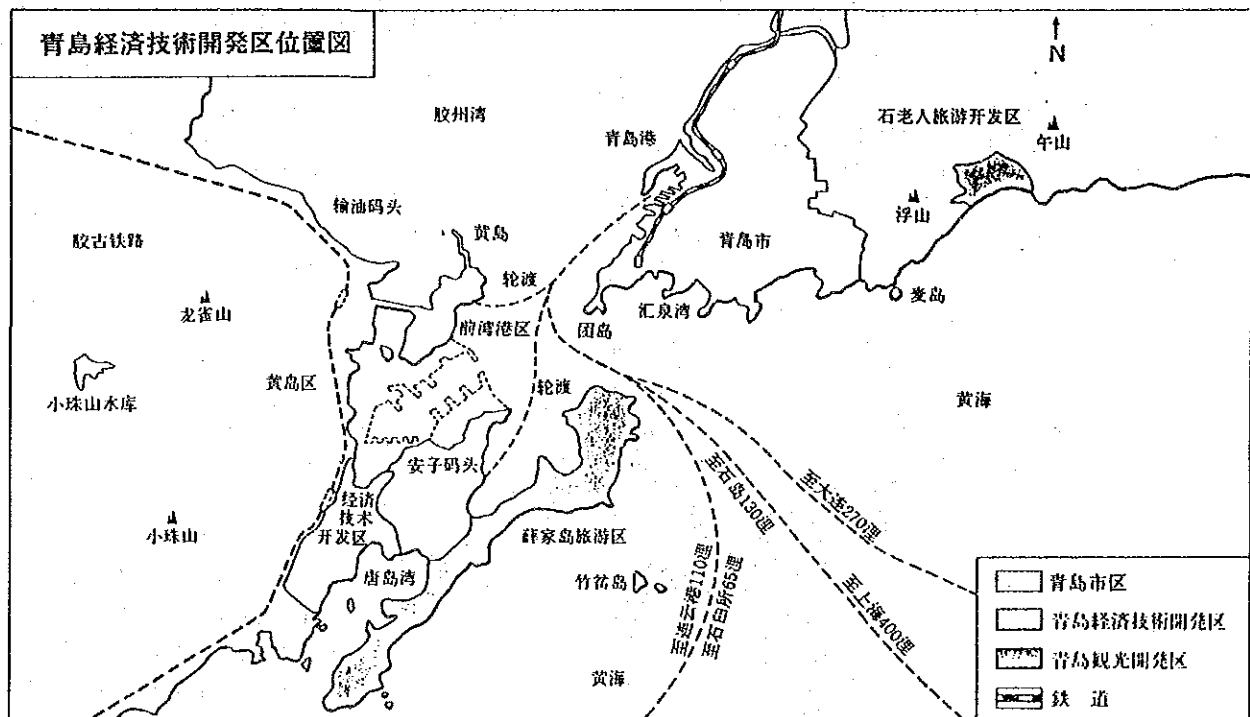 青島経済技術開発区位置図
N
胶州湾
青岛港
石老人旅游开发区
午山
输油码头
黄岛
浮山
胶古铁路
轮渡
青岛市
龙雀山
前湾港区
团岛
汇泉湾
麦岛
黄岛区
轮渡
黄海
小珠山水库
安子码头
至大连270浬
至石岛130浬
经济
技术
开发区
小珠山
薛家岛旅游区
唐岛湾
竹岔岛
至连云港110浬
至石臼所65浬
至上海400浬
黄海
青島市区
青島経済技術開発区
青島観光開発区
鉄道